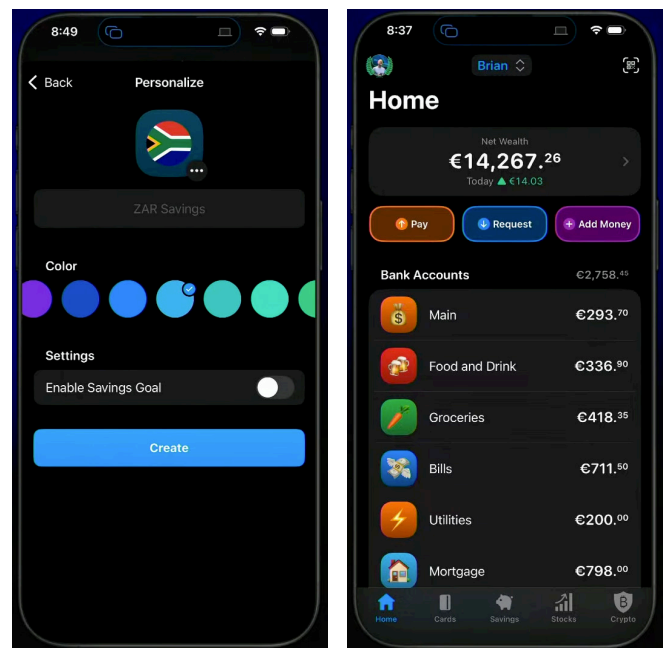 8:49
Back
Personalize
ZAR Savings
Color
Settings
Enable Savings Goal
Create
8:37
Brian
Home
Net Wealth
€14,267.26
Today ▲ €14.03
Pay
Request
Add Money
Bank Accounts €2,758.45
Main €293.70
Food and Drink €336.90
Groceries €418.35
Bills €711.50
Utilities €200.00
Mortgage €798.00
Home Cards Savings Stocks Crypto